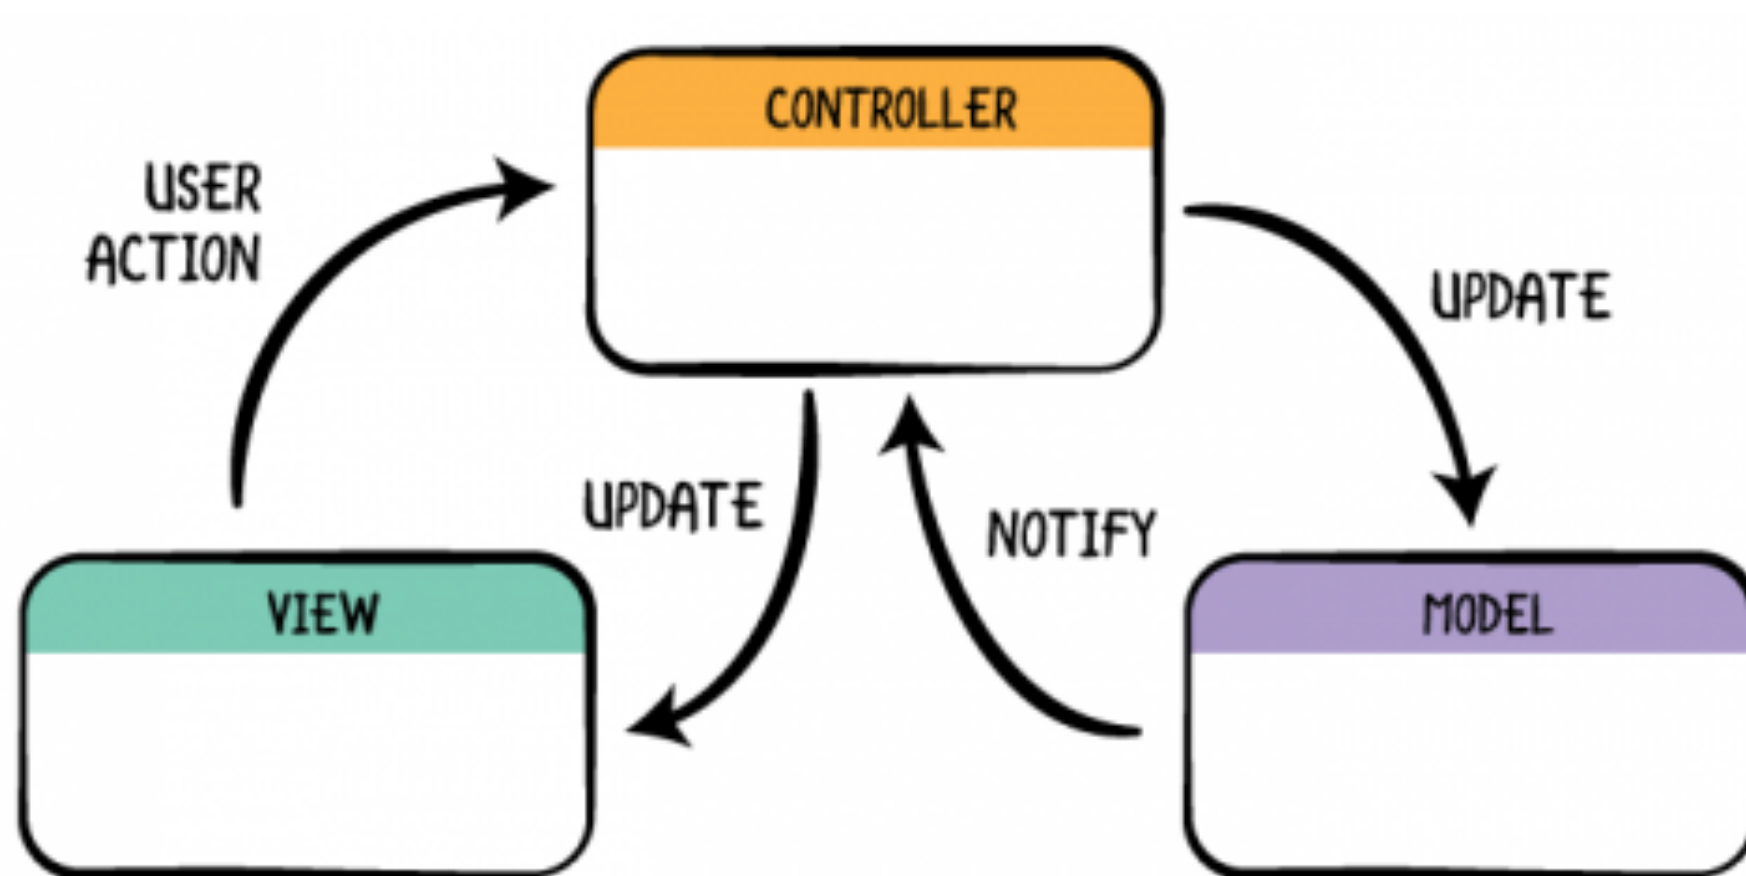 CONTROLLER
USER
ACTION
UPDATE
UPDATE
NOTIFY
VIEW
MODEL